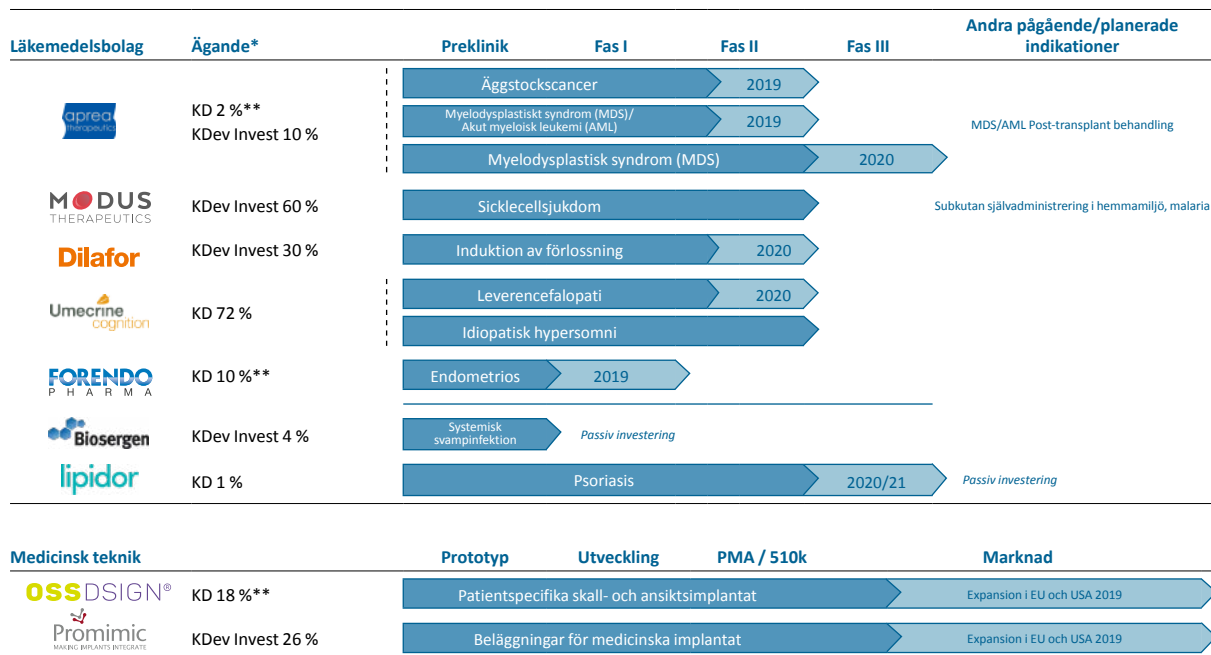 Läkemedelsbolag Ägande* Preklinik Fas I Fas II Fas III Andra pågående/planerade
indikationer
aprea
therapeutics
KD 2 %**
KDev Invest 10 %
Äggstockscancer 2019
Myelodysplastiskt syndrom (MDS)/
Akut myeloisk leukemi (AML) 2019
MDS/AML Post-transplant behandling
Myelodysplastisk syndrom (MDS) 2020
MODUS
THERAPEUTICS
KDev Invest 60 %
Sicklecellsjukdom
Subkutan självadministrering i hemmamiljö, malaria
Dilafor
KDev Invest 30 %
Induktion av förlossning 2020
Umecrine
cognition
KD 72 %
Leverencefalopati 2020
Idiopatisk hypersomni
FORENDO
PHARMA
KD 10 %**
Endometrios 2019
Biosergen
KDev Invest 4 %
Systemisk
svampinfektion
Passiv investering
lipidor
KD 1 %
Psoriasis 2020/21
Passiv investering
Medicinsk teknik Prototyp Utveckling PMA / 510k Marknad
OSSDSIGN®
KD 18 %**
Patientspecifika skall- och ansiktsimplantat
Expansion i EU och USA 2019
Promimic
MAKING IMPLANTS INTEGRATE
KDev Invest 26 %
Beläggningar för medicinska implantat
Expansion i EU och USA 2019